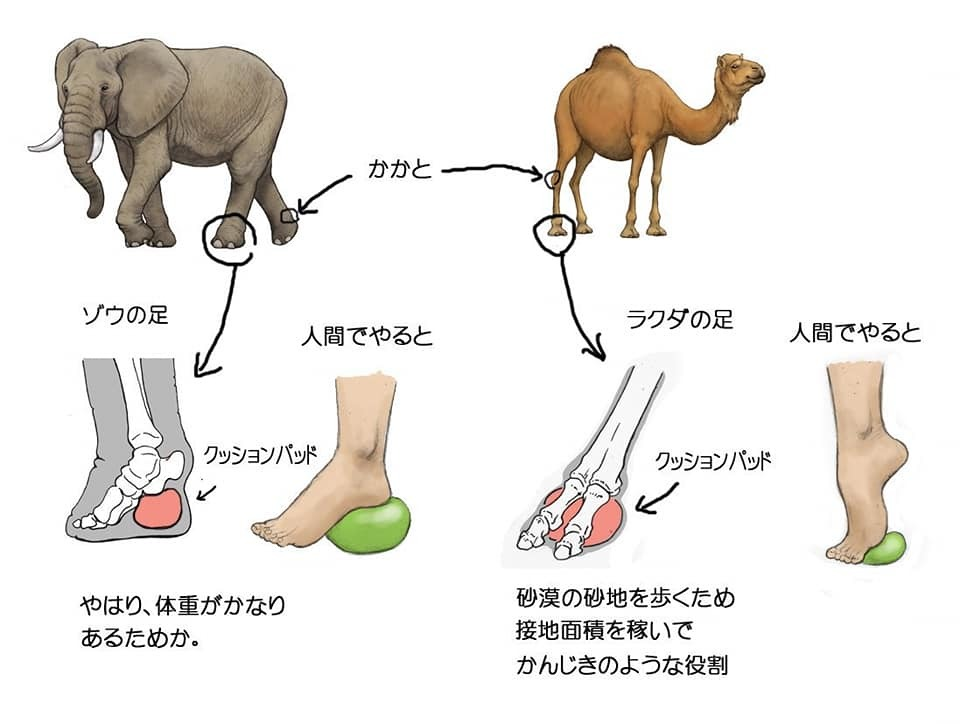 かかと
ゾウの足
人間でやると
クッションパッド
やはり、体重がかなり
あるためか。
ラクダの足
人間でやると
クッションパッド
砂漠の砂地を歩くため
接地面積を稼いで
かんじきのような役割